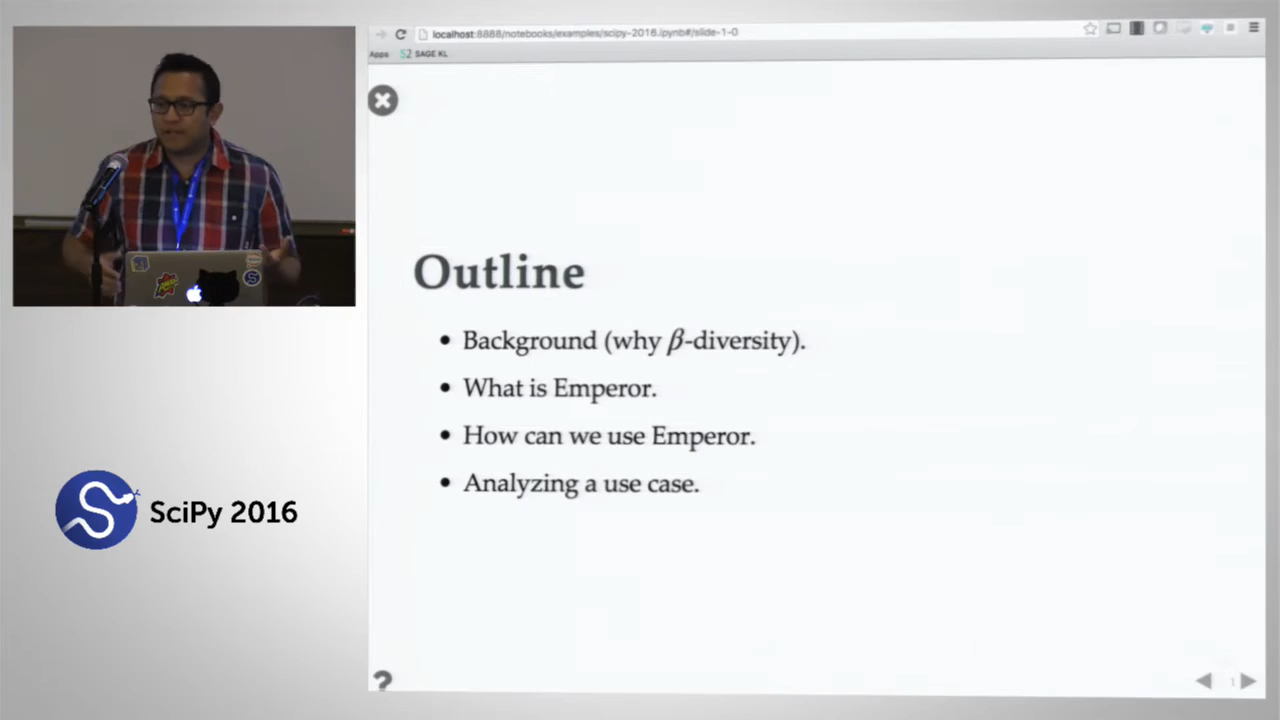 localhost:8888/notebooks/examples/scipy-2016.ipynb#/slide-1-0
Apps S2 SAGE KL
Outline
• Background (why β-diversity).
• What is Emperor.
• How can we use Emperor.
• Analyzing a use case.
SciPy 2016
?
1